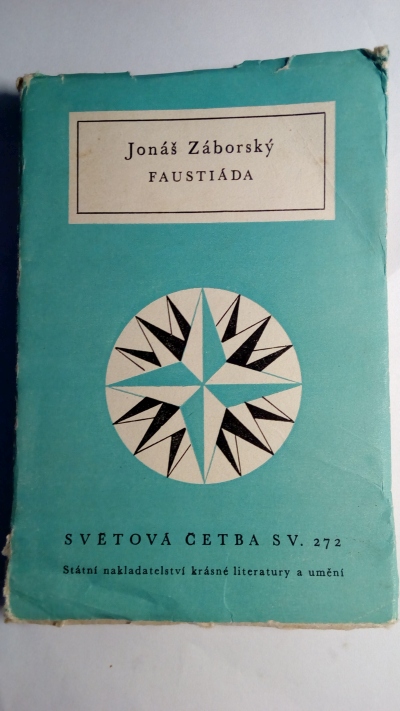 Jonáš Záborský
FAUSTIÁDA
SVĚTOVÁ ČETBA SV. 272
Státní nakladatelství krásné literatury a umění